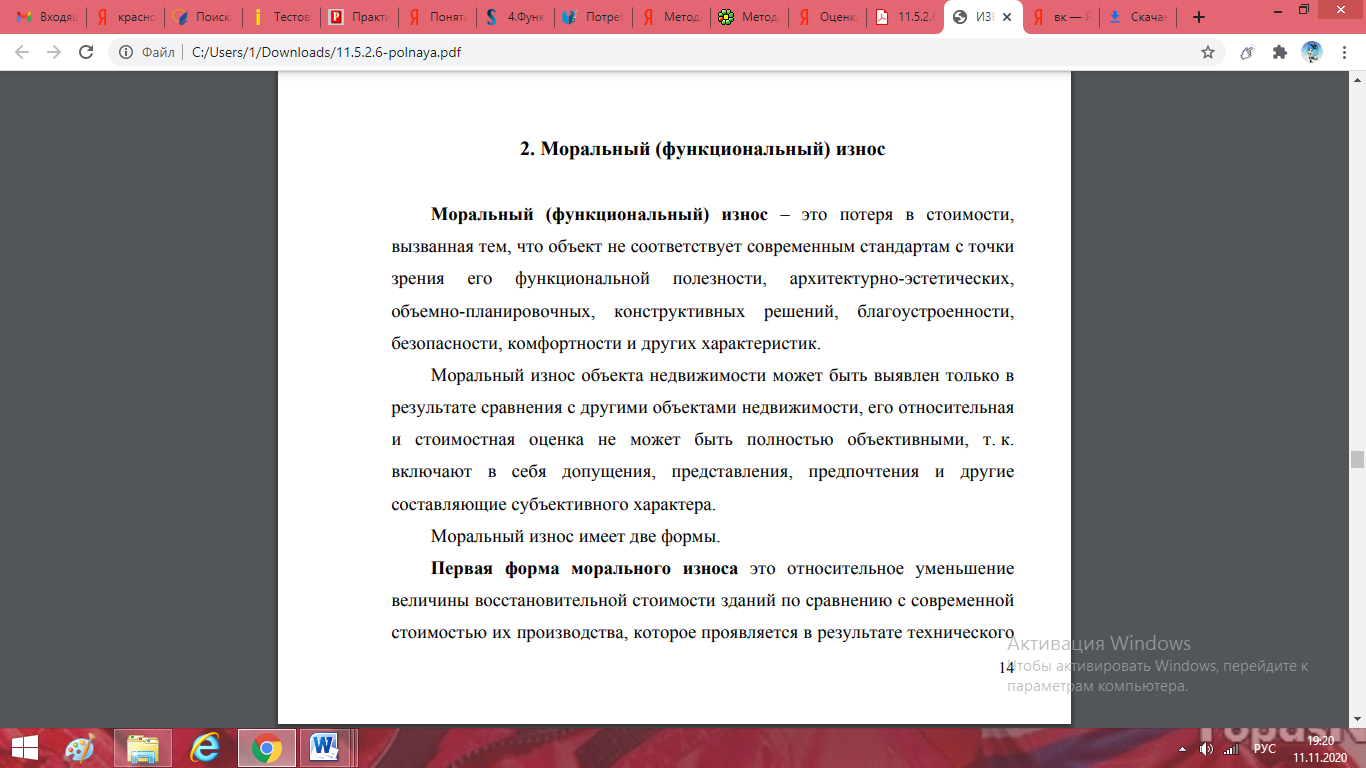 Входящ
красно
Поиск
Тестов
Практи
Понят
4.Функ
Потреб
Метод
Метод
Оценк
11.5.2.6
ИЗ
вк — Я
Скачан
Файл
C:/Users/1/Downloads/11.5.2.6-polnaya.pdf
2. Моральный (функциональный) износ
Моральный (функциональный) износ – это потеря в стоимости,
вызванная тем, что объект не соответствует современным стандартам с точки
зрения его функциональной полезности, архитектурно-эстетических,
объемно-планировочных, конструктивных решений, благоустроенности,
безопасности, комфортности и других характеристик.
Моральный износ объекта недвижимости может быть выявлен только в
результате сравнения с другими объектами недвижимости, его относительная
и стоимостная оценка не может быть полностью объективными, т. к.
включают в себя допущения, представления, предпочтения и другие
составляющие субъективного характера.
Моральный износ имеет две формы.
Первая форма морального износа это относительное уменьшение
величины восстановительной стоимости зданий по сравнению с современной
стоимостью их производства, которое проявляется в результате технического
14
Активация Windows
Чтобы активировать Windows, перейдите к
параметрам компьютера.
РУС
19:20
11.11.2020